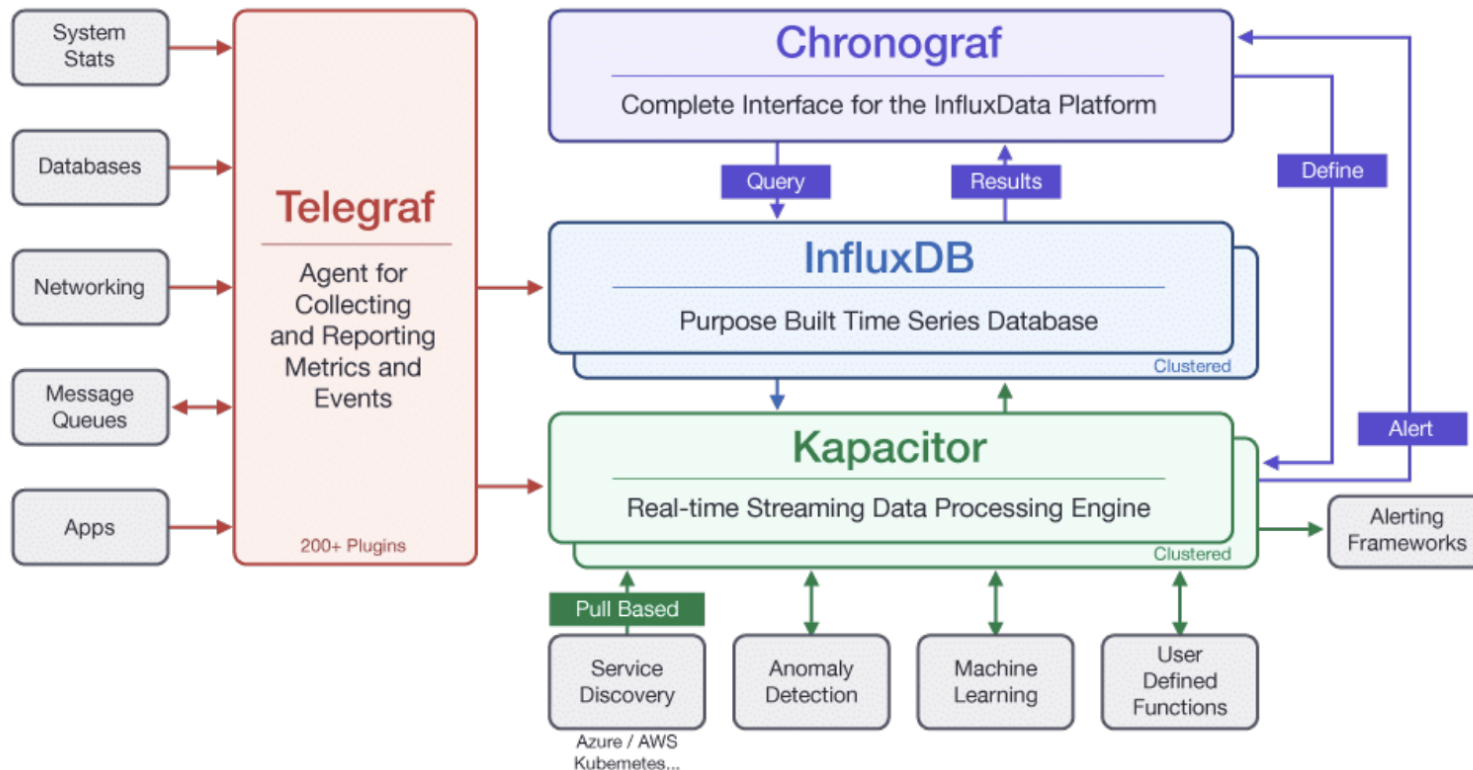 System
Stats
Databases
Networking
Message
Queues
Apps
Telegraf
Agent for
Collecting
and Reporting
Metrics and
Events
200+ Plugins
Chronograf
Complete Interface for the InfluxData Platform
Query
Results
Define
InfluxDB
Purpose Built Time Series Database
Clustered
Kapacitor
Real-time Streaming Data Processing Engine
Clustered
Alert
Alerting
Frameworks
Pull Based
Service
Discovery
Azure / AWS
Kubernetes...
Anomaly
Detection
Machine
Learning
User
Defined
Functions